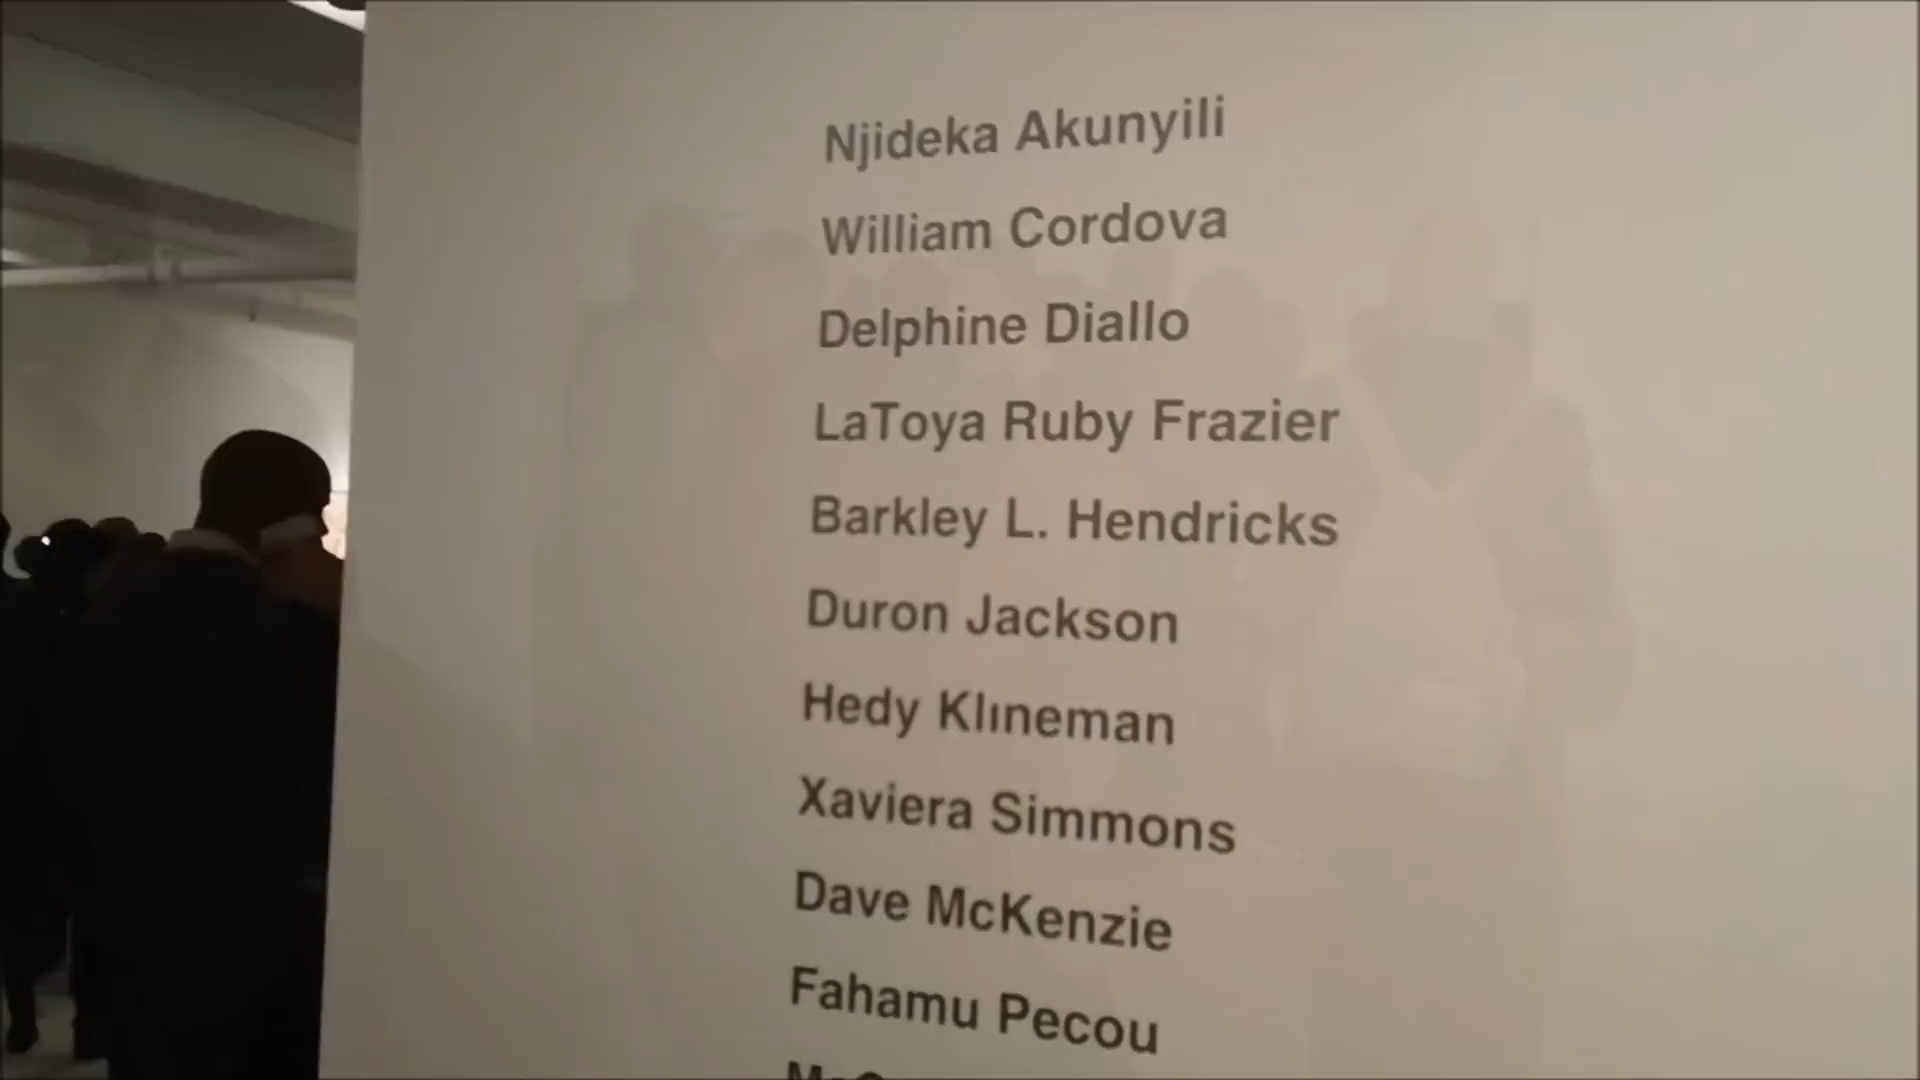 Njideka Akunyili
William Cordova
Delphine Diallo
LaToya Ruby Frazier
Barkley L. Hendricks
Duron Jackson
Hedy Klineman
Xaviera Simmons
Dave McKenzie
Fahamu Pecou